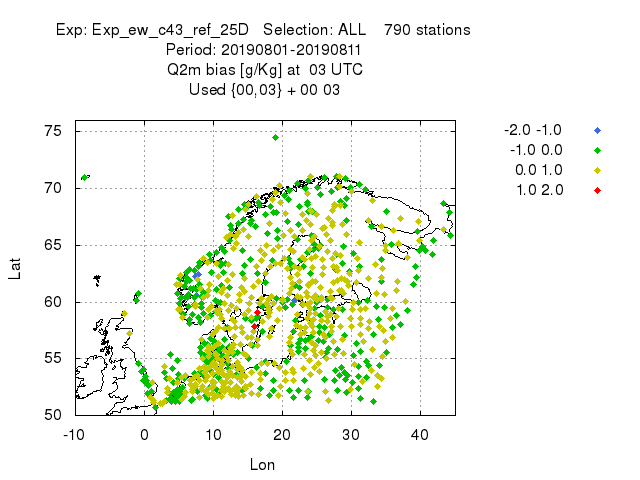 Exp: Exp_ew_c43_ref_25D   Selection: ALL    790 stations
Period: 20190801-20190811
Q2m bias [g/Kg] at  03 UTC
Used {00,03} + 00 03
-2.0 -1.0
-1.0 0.0
0.0 1.0
1.0 2.0
75
70
65
60
55
50
Lat
-10 0 10 20 30 40
Lon